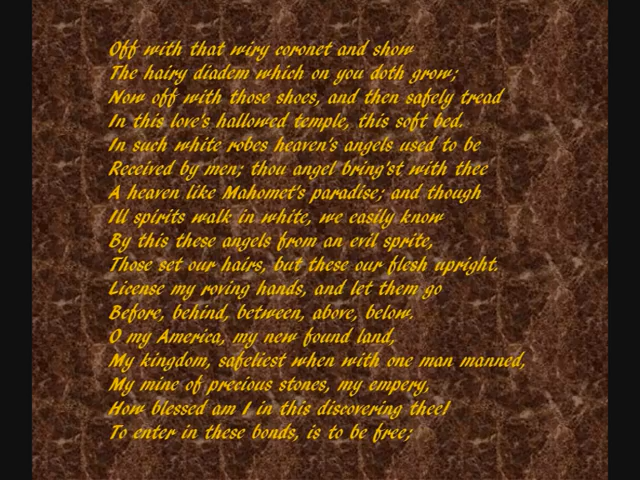 Off with that wiry coronet and show
The hairy diadem which on you doth grow;
Now off with those shoes, and then safely tread
In this love's hallowed temple, this soft bed.
In such white robes heaven's angels used to be
Received by men; thou angel bring'st with thee
A heaven like Mahomet's paradise; and though
Ill spirits walk in white, we easily know
By this these angels from an evil sprite,
Those set our hairs, but these our flesh upright.
License my roving hands, and let them go
Before, behind, between, above, below.
O my America, my new found land,
My kingdom, safeliest when with one man manned,
My mine of precious stones, my empery,
How blessed am I in this discovering thee!
To enter in these bonds, is to be free;